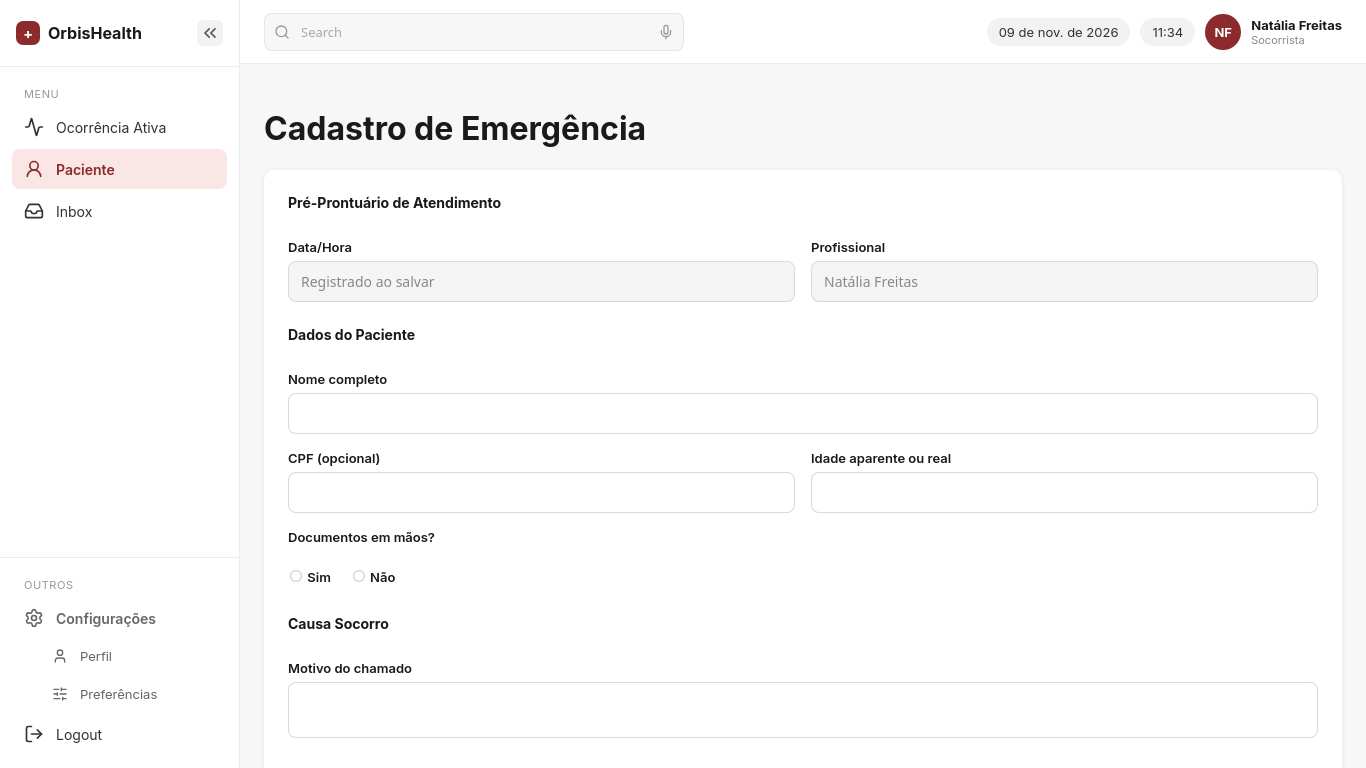 OrbisHealth
Search
09 de nov. de 2026
11:34
NF
Natália Freitas
Socorrista
MENU
Ocorrência Ativa
Paciente
Inbox
OUTROS
Configurações
Perfil
Preferências
Logout
Cadastro de Emergência
Pré-Prontuário de Atendimento
Data/Hora
Profissional
Registrado ao salvar
Natália Freitas
Dados do Paciente
Nome completo
CPF (opcional)
Idade aparente ou real
Documentos em mãos?
Sim
Não
Causa Socorro
Motivo do chamado